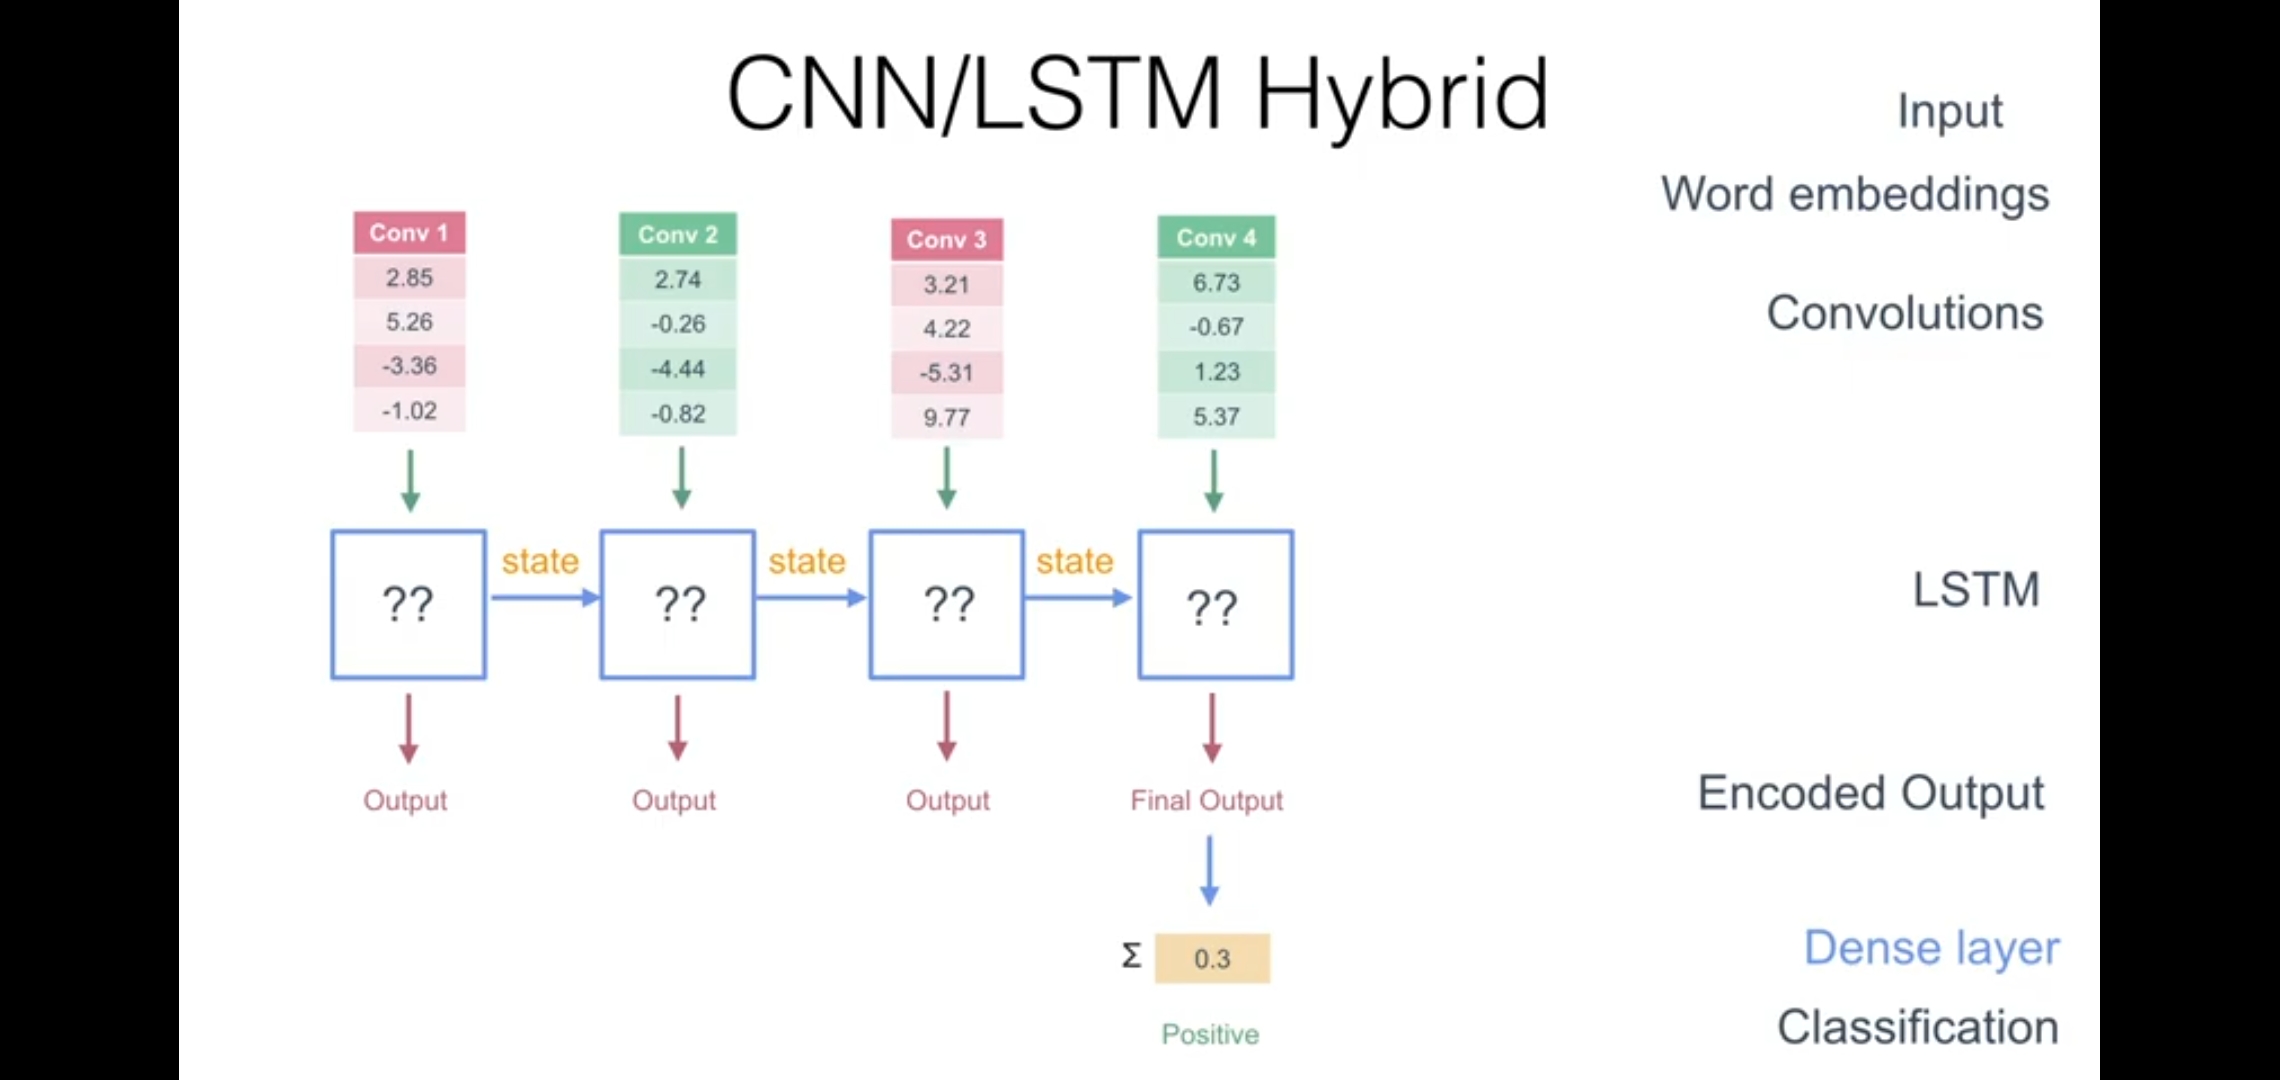 CNN/LSTM Hybrid
Input
Word embeddings
Conv 1 Conv 2 Conv 3 Conv 4
2.85 2.74 3.21 6.73
5.26 -0.26 4.22 -0.67
-3.36 -4.44 -5.31 1.23
-1.02 -0.82 9.77 5.37
Convolutions
state state state
?? ?? ?? ??
LSTM
Output Output Output Final Output
Encoded Output
Σ 0.3
Dense layer
Positive
Classification